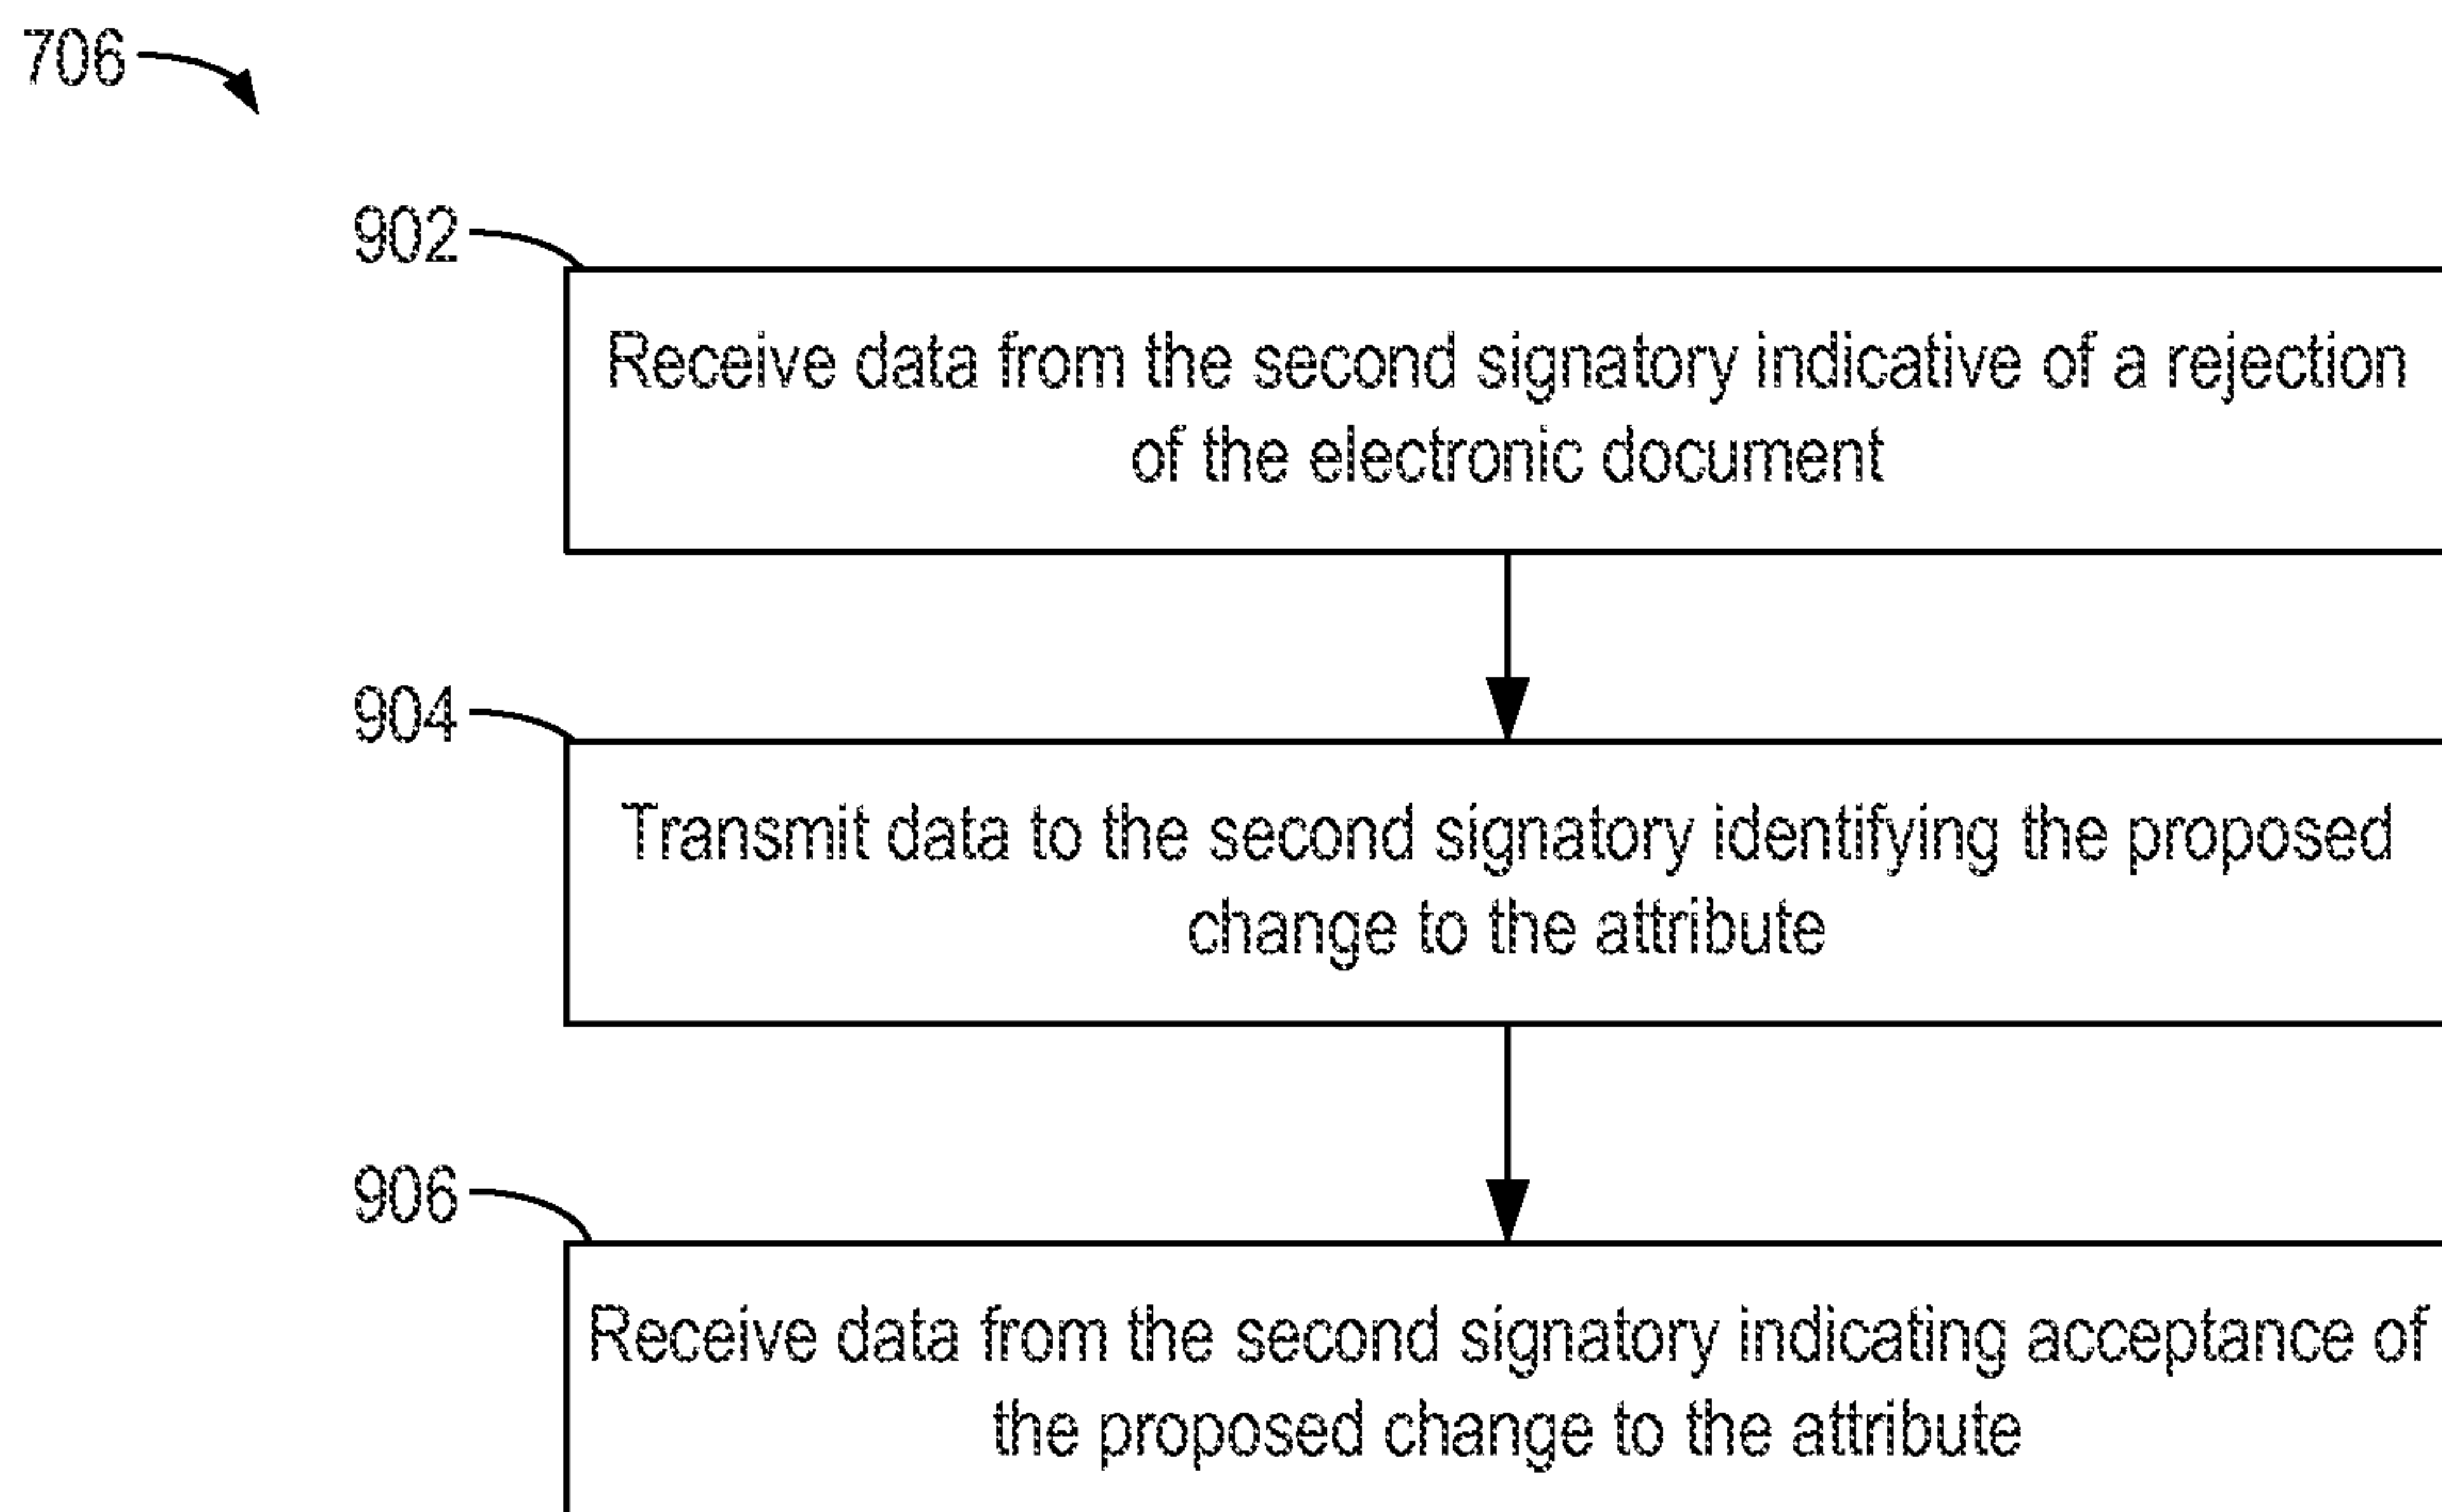 706
902
Receive data from the second signatory indicative of a rejection
of the electronic document
904
Transmit data to the second signatory identifying the proposed
change to the attribute
906
Receive data from the second signatory indicating acceptance of
the proposed change to the attribute